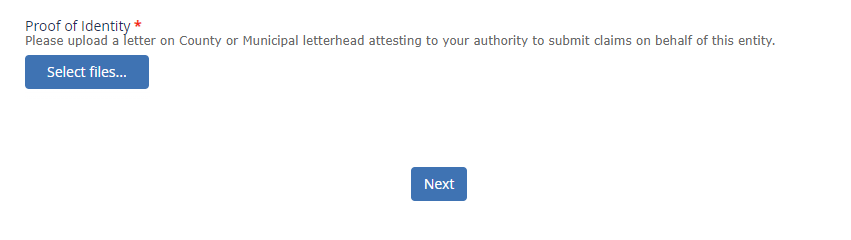 Proof of Identity *
Please upload a letter on County or Municipal letterhead attesting to your authority to submit claims on behalf of this entity.
Select files...
Next